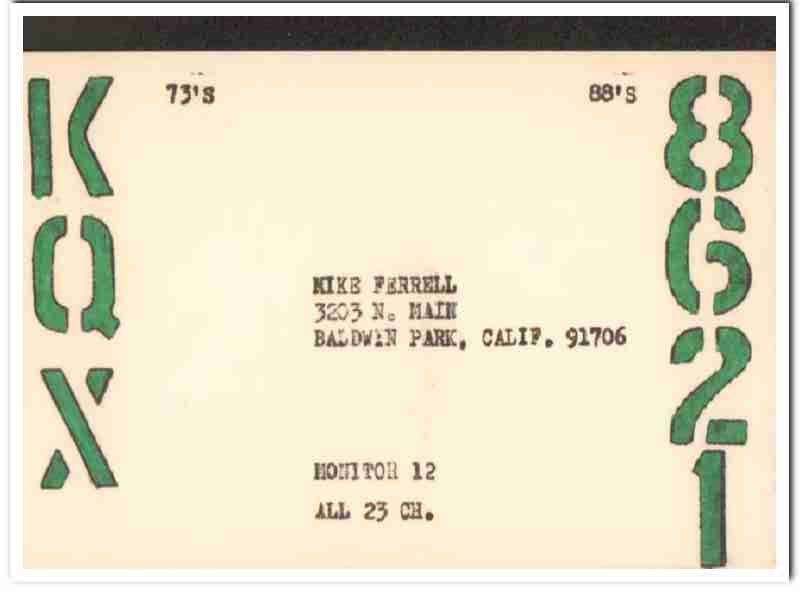 KQX
73'S
88'S
8621
MIKE FERRELL
3203 N. MAIN
BALDWIN PARK, CALIF. 91706
MONITOR 12
ALL 23 CH.